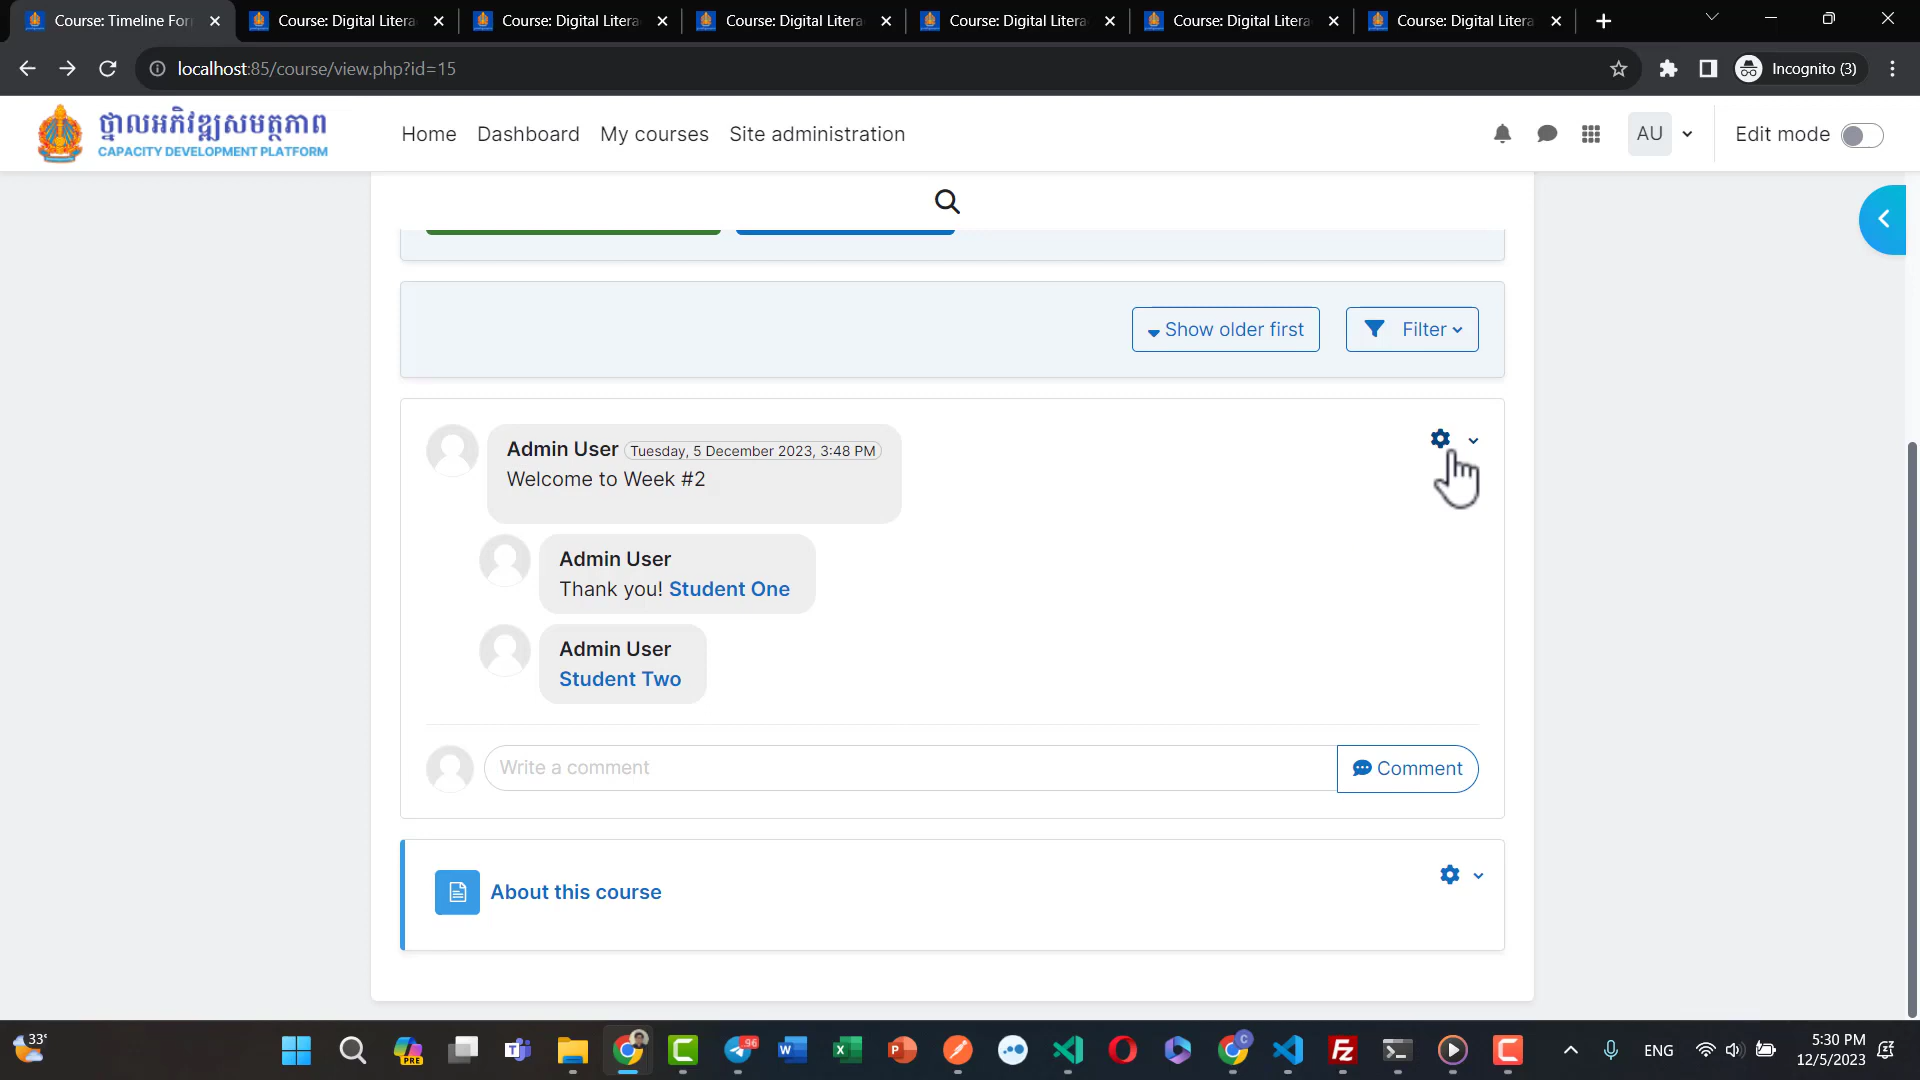 Course: Timeline For
Course: Digital Litera
Course: Digital Litera
Course: Digital Litera
Course: Digital Litera
Course: Digital Litera
Course: Digital Litera
localhost:85/course/view.php?id=15
Incognito (3)
ថ្នាលអភិវឌ្ឍសមត្ថភាព
CAPACITY DEVELOPMENT PLATFORM
Home
Dashboard
My courses
Site administration
AU
Edit mode
Show older first
Filter
Admin User Tuesday, 5 December 2023, 3:48 PM
Welcome to Week #2
Admin User
Thank you! Student One
Admin User
Student Two
Write a comment
Comment
About this course
33°
PRE
96
C
ENG
5:30 PM
12/5/2023